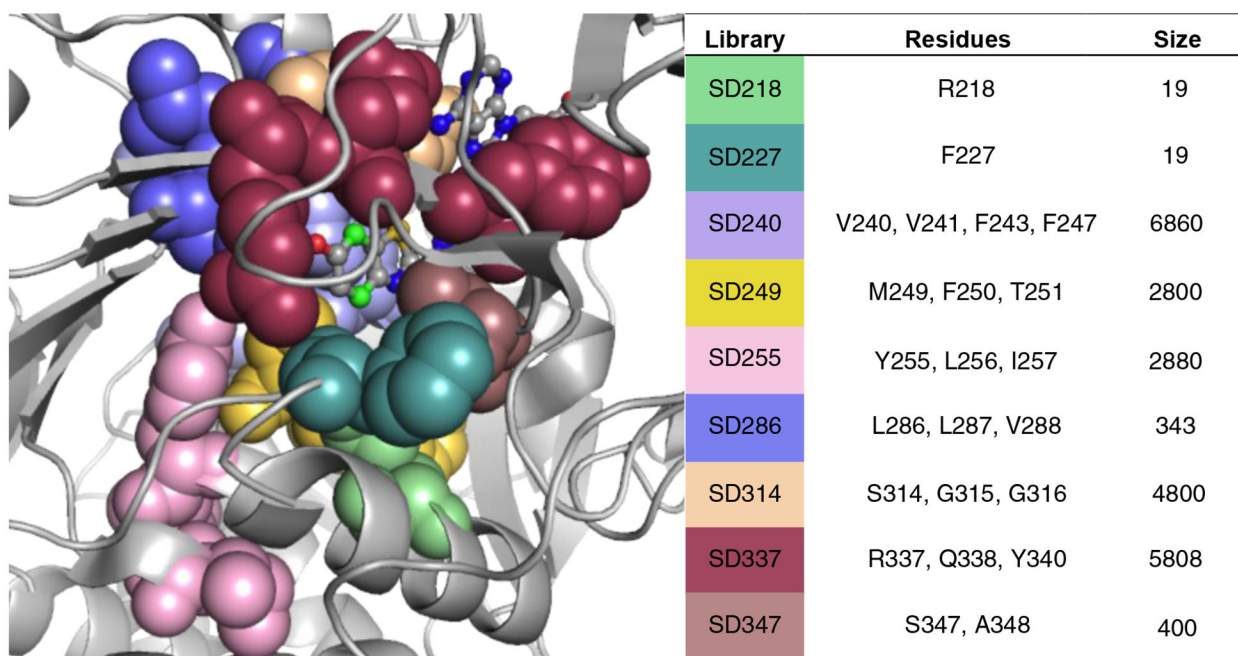 Library Residues Size
SD218 R218 19
SD227 F227 19
SD240 V240, V241, F243, F247 6860
SD249 M249, F250, T251 2800
SD255 Y255, L256, I257 2880
SD286 L286, L287, V288 343
SD314 S314, G315, G316 4800
SD337 R337, Q338, Y340 5808
SD347 S347, A348 400